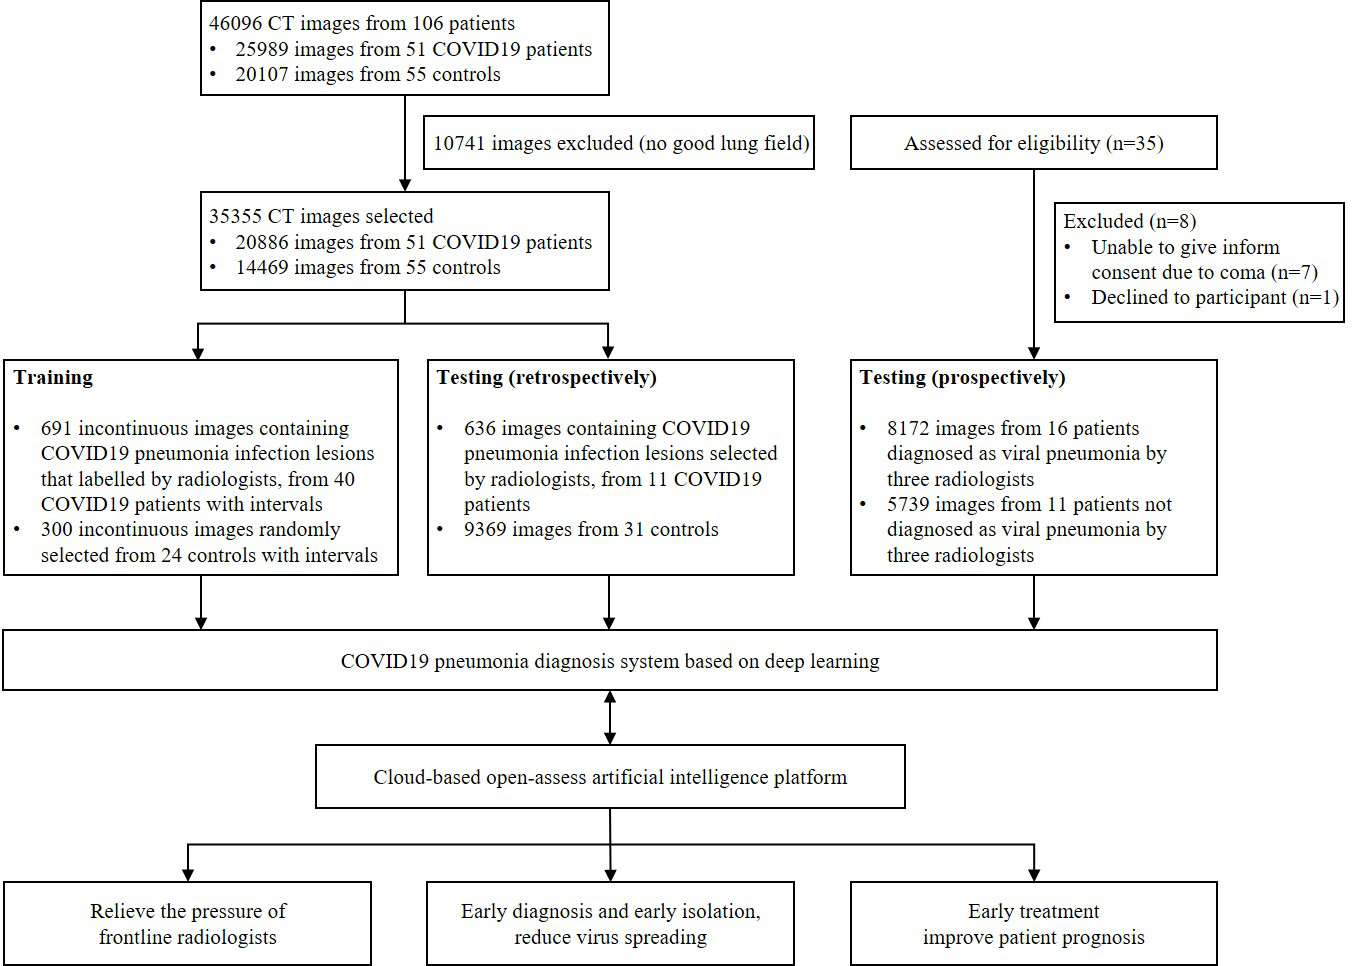 46096 CT images from 106 patients
• 25989 images from 51 COVID19 patients
• 20107 images from 55 controls
10741 images excluded (no good lung field)
Assessed for eligibility (n=35)
35355 CT images selected
• 20886 images from 51 COVID19 patients
• 14469 images from 55 controls
Excluded (n=8)
• Unable to give inform
consent due to coma (n=7)
• Declined to participant (n=1)
Training
• 691 incontinuous images containing
COVID19 pneumonia infection lesions
that labelled by radiologists, from 40
COVID19 patients with intervals
• 300 incontinuous images randomly
selected from 24 controls with intervals
Testing (retrospectively)
• 636 images containing COVID19
pneumonia infection lesions selected
by radiologists, from 11 COVID19
patients
• 9369 images from 31 controls
Testing (prospectively)
• 8172 images from 16 patients
diagnosed as viral pneumonia by
three radiologists
• 5739 images from 11 patients not
diagnosed as viral pneumonia by
three radiologists
COVID19 pneumonia diagnosis system based on deep learning
Cloud-based open-assess artificial intelligence platform
Relieve the pressure of
frontline radiologists
Early diagnosis and early isolation,
reduce virus spreading
Early treatment
improve patient prognosis